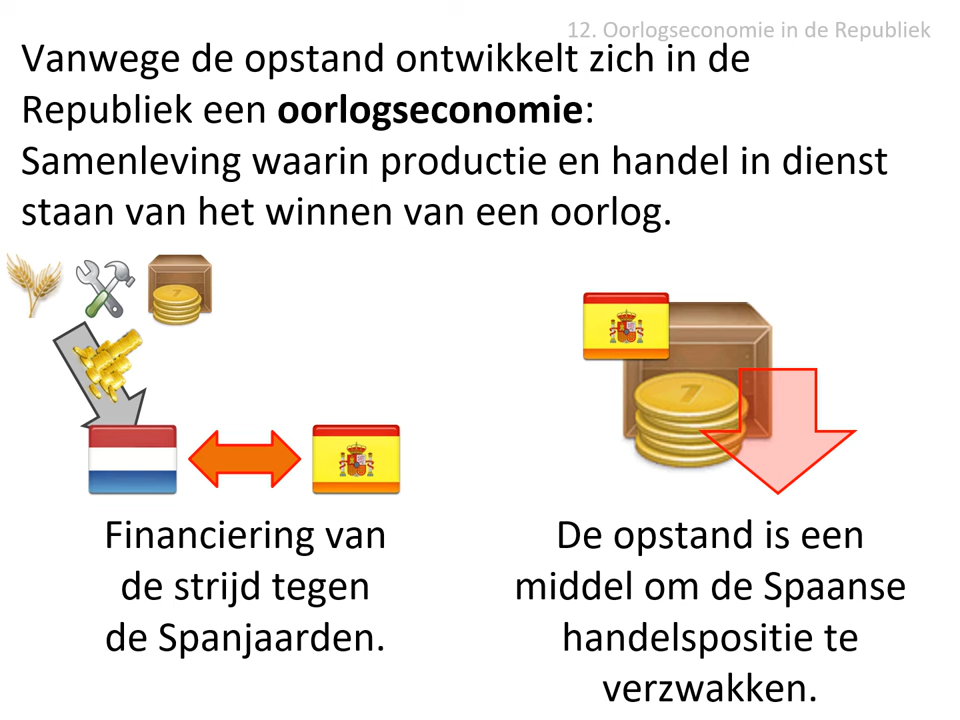 12. Oorlogseconomie in de Republiek
Vanwege de opstand ontwikkelt zich in de
Republiek een oorlogseconomie:
Samenleving waarin productie en handel in dienst
staan van het winnen van een oorlog.
Financiering van
de strijd tegen
de Spanjaarden.
De opstand is een
middel om de Spaanse
handelspositie te
verzwakken.